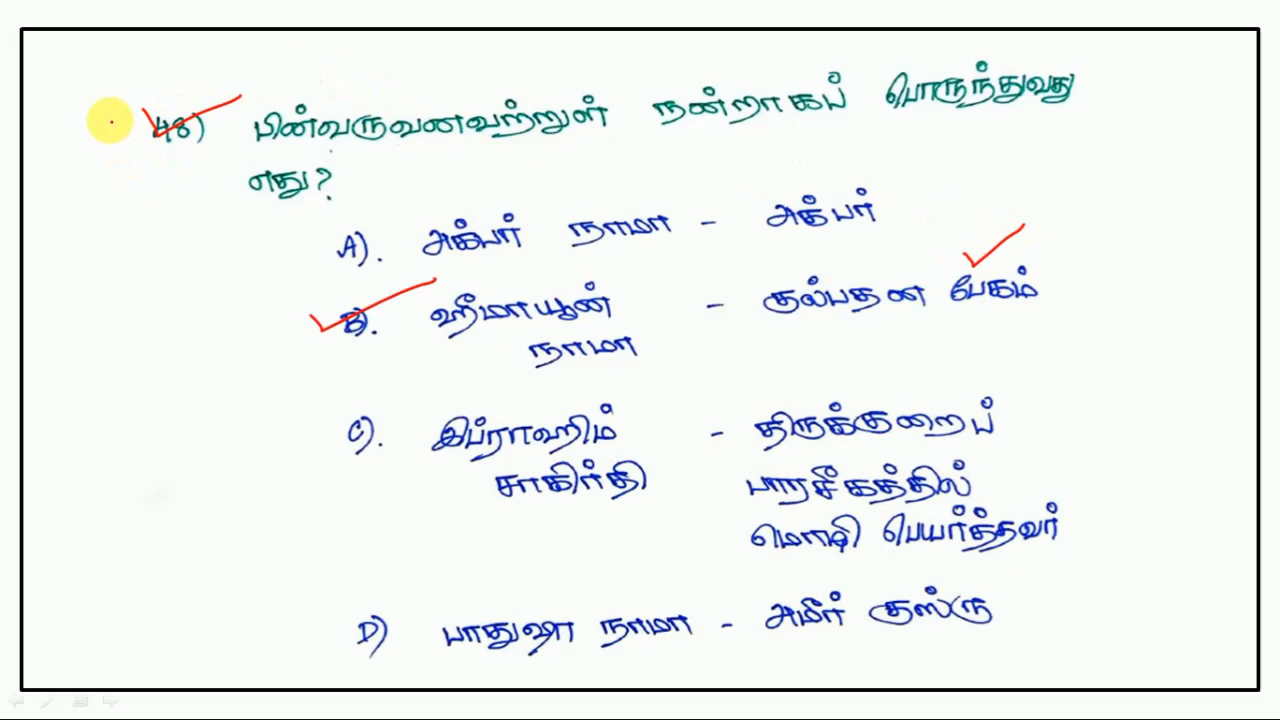 48) பின்வருவனவற்றுள் நன்றாகப் பொருந்துவது
எது?
A). அக்பர் நாமா - அக்பர்
B). ஹீமாயூன் - குல்பதன பேகம்
நாமா
C). இப்ராஹிம் - திருக்குறைப்
சாகிர்தி பாரசீகத்தில்
மொழி பெயர்த்தவர்
D) பாதுஷா நாமா - அமீர் குஸ்ரு